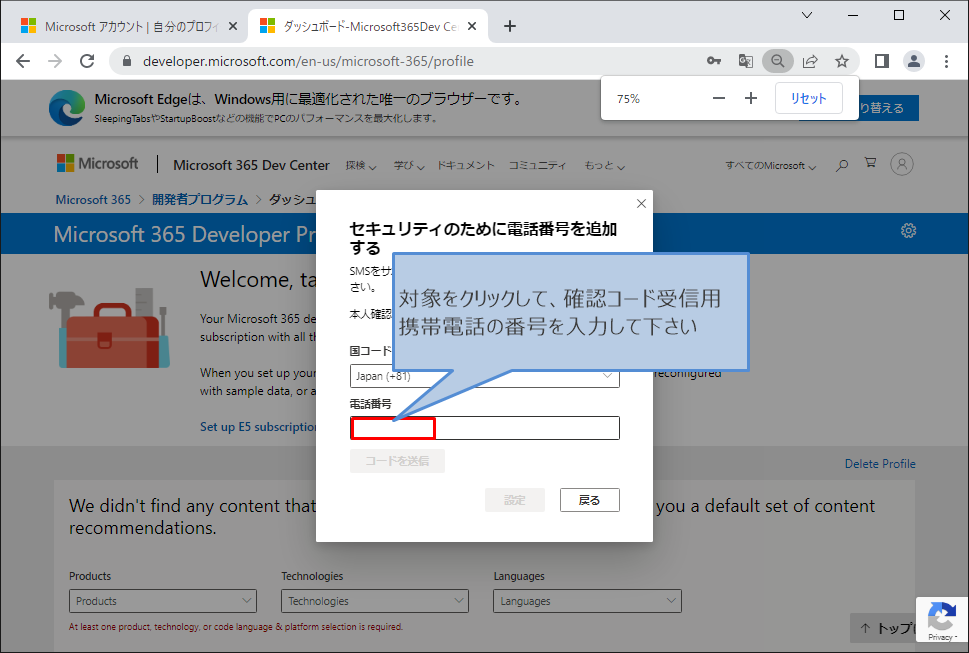 Microsoft アカウント | 自分のプロフィ
ダッシュボード-Microsoft365Dev Ce
developer.microsoft.com/en-us/microsoft-365/profile
75%
リセット
Microsoft Edgeは、Windows用に最適化された唯一のブラウザーです。
SleepingTabsやStartupBoostなどの機能でPCのパフォーマンスを最大化します。
り替える
Microsoft
Microsoft 365 Dev Center
探検
学び
ドキュメント
コミュニティ
もっと
すべてのMicrosoft
Microsoft 365 > 開発者プログラム > ダッシュ
Microsoft 365 Developer Pr
Welcome, ta
Your Microsoft 365 de
subscription with all th
When you set up your
with sample data, or a
reconfigured
Set up E5 subscription
セキュリティのために電話番号を追加
する
SMSをサ
さい。
本人確認
対象をクリックして、確認コード受信用
携帯電話の番号を入力して下さい
国コード
Japan (+81)
電話番号
コードを送信
設定
戻る
Delete Profile
We didn't find any content that
you a default set of content
recommendations.
Products
Technologies
Languages
Products
Technologies
Languages
At least one product, technology, or code language & platform selection is required.
↑ トップに
Privacy -